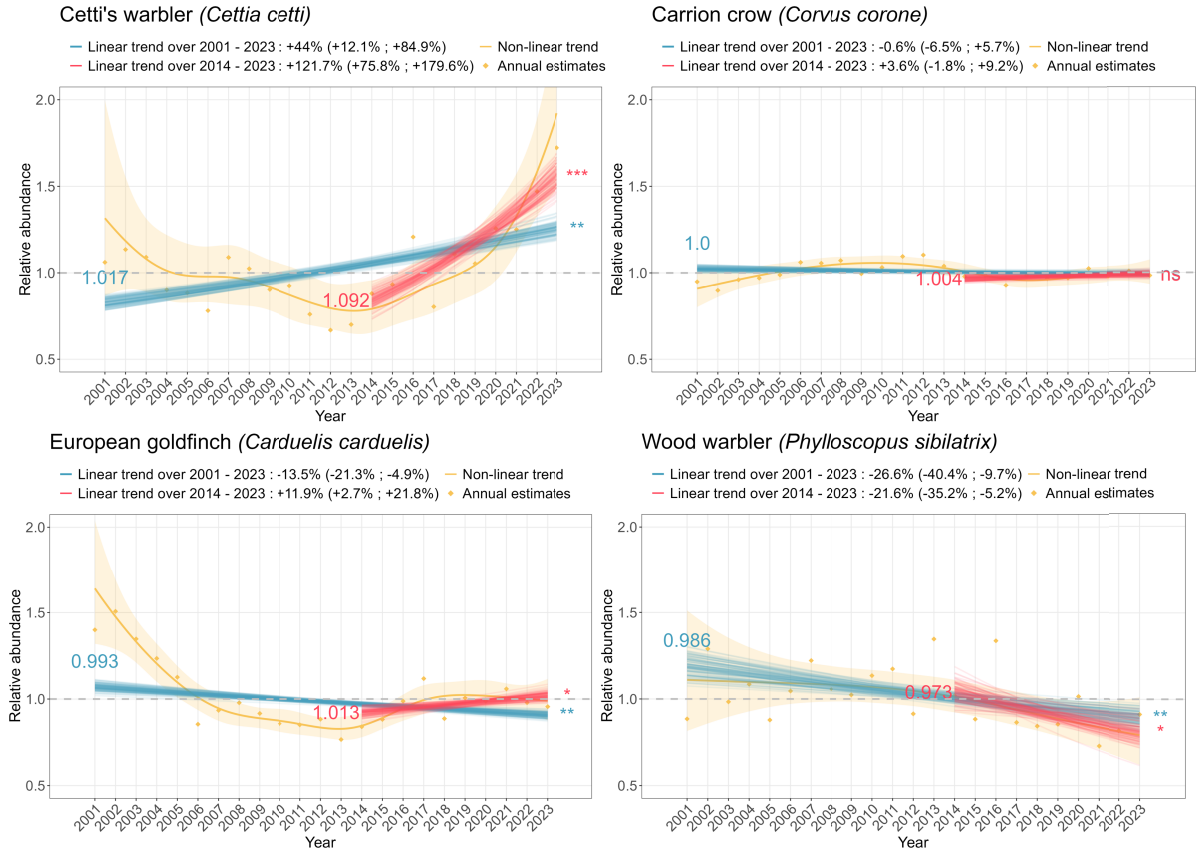 Cetti's warbler (Cettia cetti)
Linear trend over 2001 - 2023 : +44% (+12.1% ; +84.9%)
Non-linear trend
Linear trend over 2014 - 2023 : +121.7% (+75.8% ; +179.6%)
Annual estimates
2.0
1.5
1.0
0.5
Relative abundance
1.017
1.092
***
**
2001 2002 2003 2004 2005 2006 2007 2008 2009 2010 2011 2012 2013 2014 2015 2016 2017 2018 2019 2020 2021 2022 2023
Year
Carrion crow (Corvus corone)
Linear trend over 2001 - 2023 : -0.6% (-6.5% ; +5.7%)
Non-linear trend
Linear trend over 2014 - 2023 : +3.6% (-1.8% ; +9.2%)
Annual estimates
2.0
1.5
1.0
0.5
Relative abundance
1.0
1.004
ns
2001 2002 2003 2004 2005 2006 2007 2008 2009 2010 2011 2012 2013 2014 2015 2016 2017 2018 2019 2020 2021 2022 2023
Year
European goldfinch (Carduelis carduelis)
Linear trend over 2001 - 2023 : -13.5% (-21.3% ; -4.9%)
Non-linear trend
Linear trend over 2014 - 2023 : +11.9% (+2.7% ; +21.8%)
Annual estimates
2.0
1.5
1.0
0.5
Relative abundance
0.993
1.013
*
**
2001 2002 2003 2004 2005 2006 2007 2008 2009 2010 2011 2012 2013 2014 2015 2016 2017 2018 2019 2020 2021 2022 2023
Year
Wood warbler (Phylloscopus sibilatrix)
Linear trend over 2001 - 2023 : -26.6% (-40.4% ; -9.7%)
Non-linear trend
Linear trend over 2014 - 2023 : -21.6% (-35.2% ; -5.2%)
Annual estimates
2.0
1.5
1.0
0.5
Relative abundance
0.986
0.973
**
*
2001 2002 2003 2004 2005 2006 2007 2008 2009 2010 2011 2012 2013 2014 2015 2016 2017 2018 2019 2020 2021 2022 2023
Year